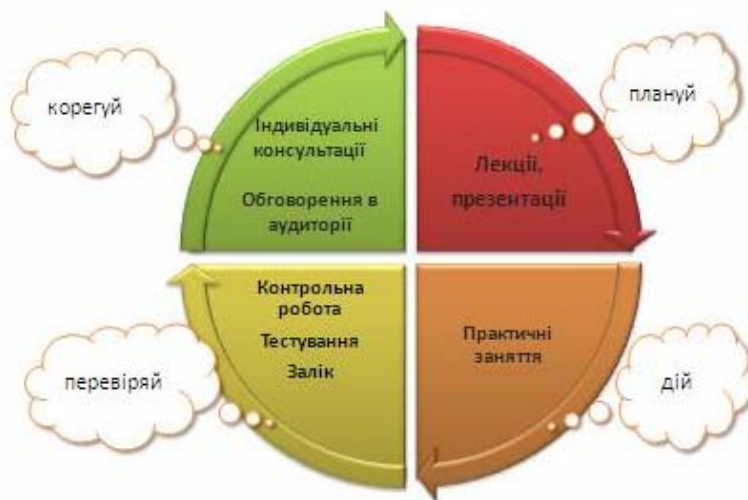 корегуй
Індивідуальні
консультації
Обговорення в
аудиторії
плануй
Лекції,
презентації
Контрольна
робота
Тестування
Залік
перевіряй
Практичні
заняття
дій